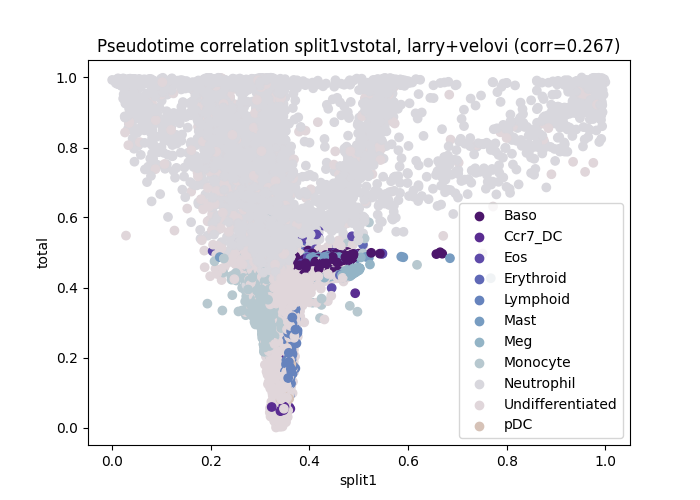 Pseudotime correlation split1vstotal, larry+velovi (corr=0.267)
1.0
0.8
0.6
0.4
0.2
0.0
total
0.0 0.2 0.4 0.6 0.8 1.0
split1
Baso
Ccr7_DC
Eos
Erythroid
Lymphoid
Mast
Meg
Monocyte
Neutrophil
Undifferentiated
pDC